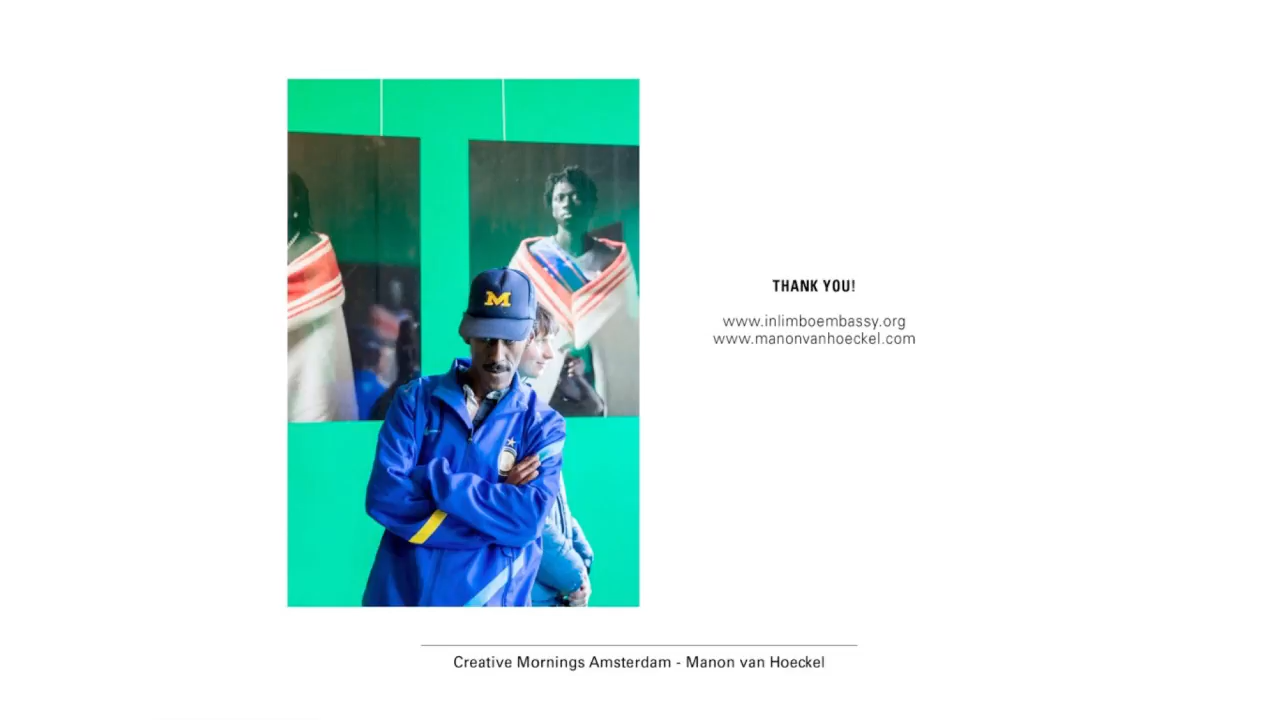 M
THANK YOU!
www.inlimboembassy.org
www.manonvanhoeckel.com
Creative Mornings Amsterdam - Manon van Hoeckel